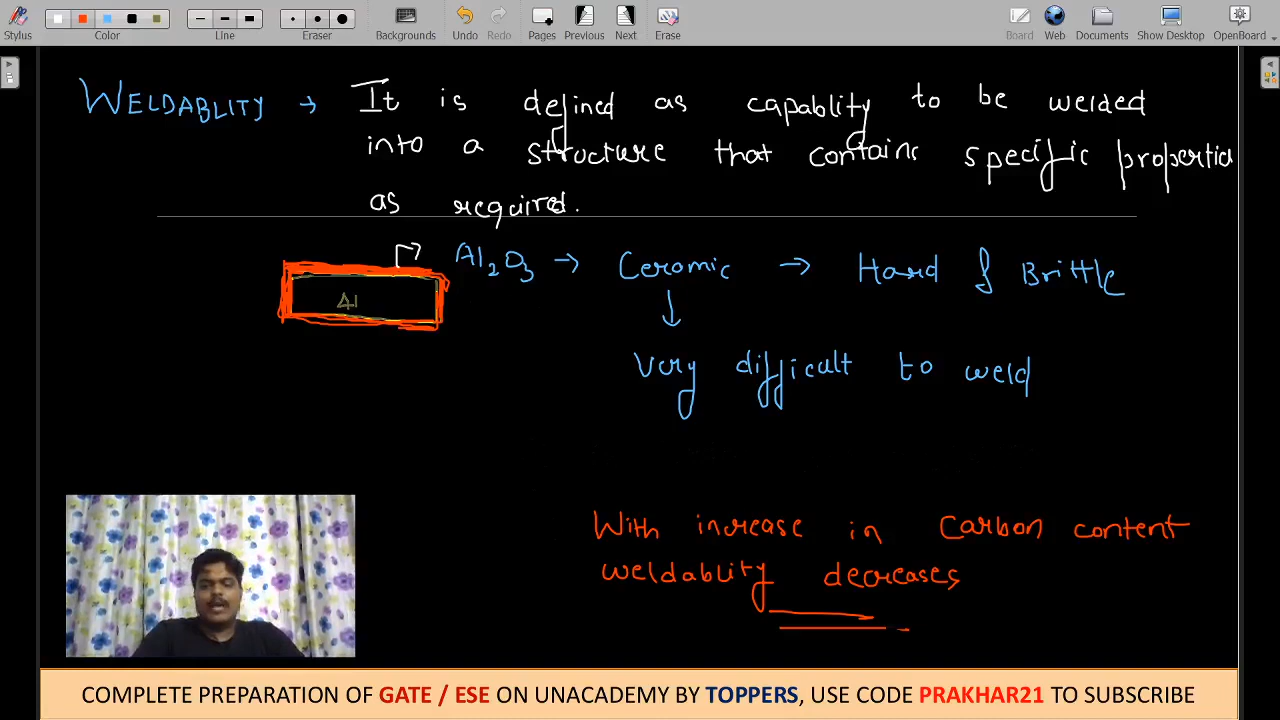 Stylus Color Line Eraser Backgrounds Undo Redo Pages Previous Next Erase Board Web Documents Show Desktop OpenBoard
WELDABLITY → It is defined as capablity to be welded
into a structure that contains specific properties
as required.
Al2O3 → Ceramic → Hard & Brittle
Al
Very difficult to weld
With increase in Carbon content
weldablity decreases
COMPLETE PREPARATION OF GATE / ESE ON UNACADEMY BY TOPPERS, USE CODE PRAKHAR21 TO SUBSCRIBE